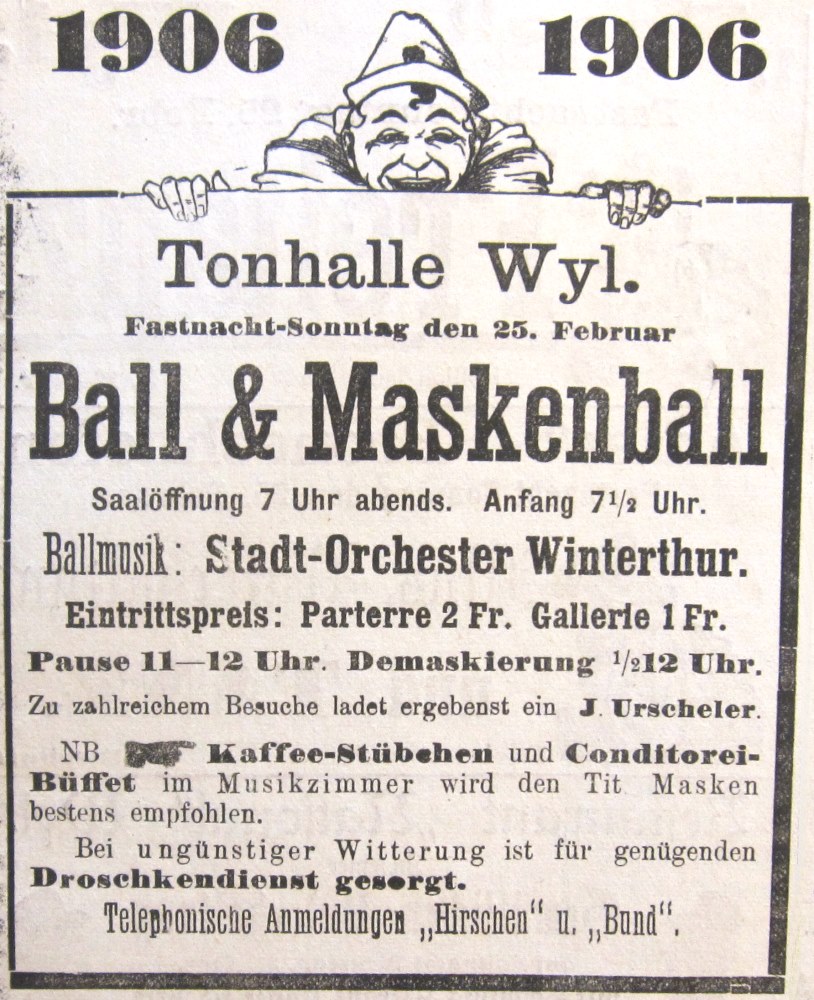 1906 1906
Tonhalle Wyl.
Fastnacht-Sonntag den 25. Februar
Ball & Maskenball
Saalöffnung 7 Uhr abends. Anfang 7 1/2 Uhr.
Ballmusik: Stadt-Orchester Winterthur.
Eintrittspreis: Parterre 2 Fr. Gallerie 1 Fr.
Pause 11—12 Uhr. Demaskierung 1/212 Uhr.
Zu zahlreichem Besuche ladet ergebenst ein J. Urscheler.
NB Kaffee-Stübchen und Conditorei-
Büffet im Musikzimmer wird den Tit. Masken
bestens empfohlen.
Bei ungünstiger Witterung ist für genügenden
Droschkendienst gesorgt.
Telephonische Anmeldungen „Hirschen“ u. „Bund“.